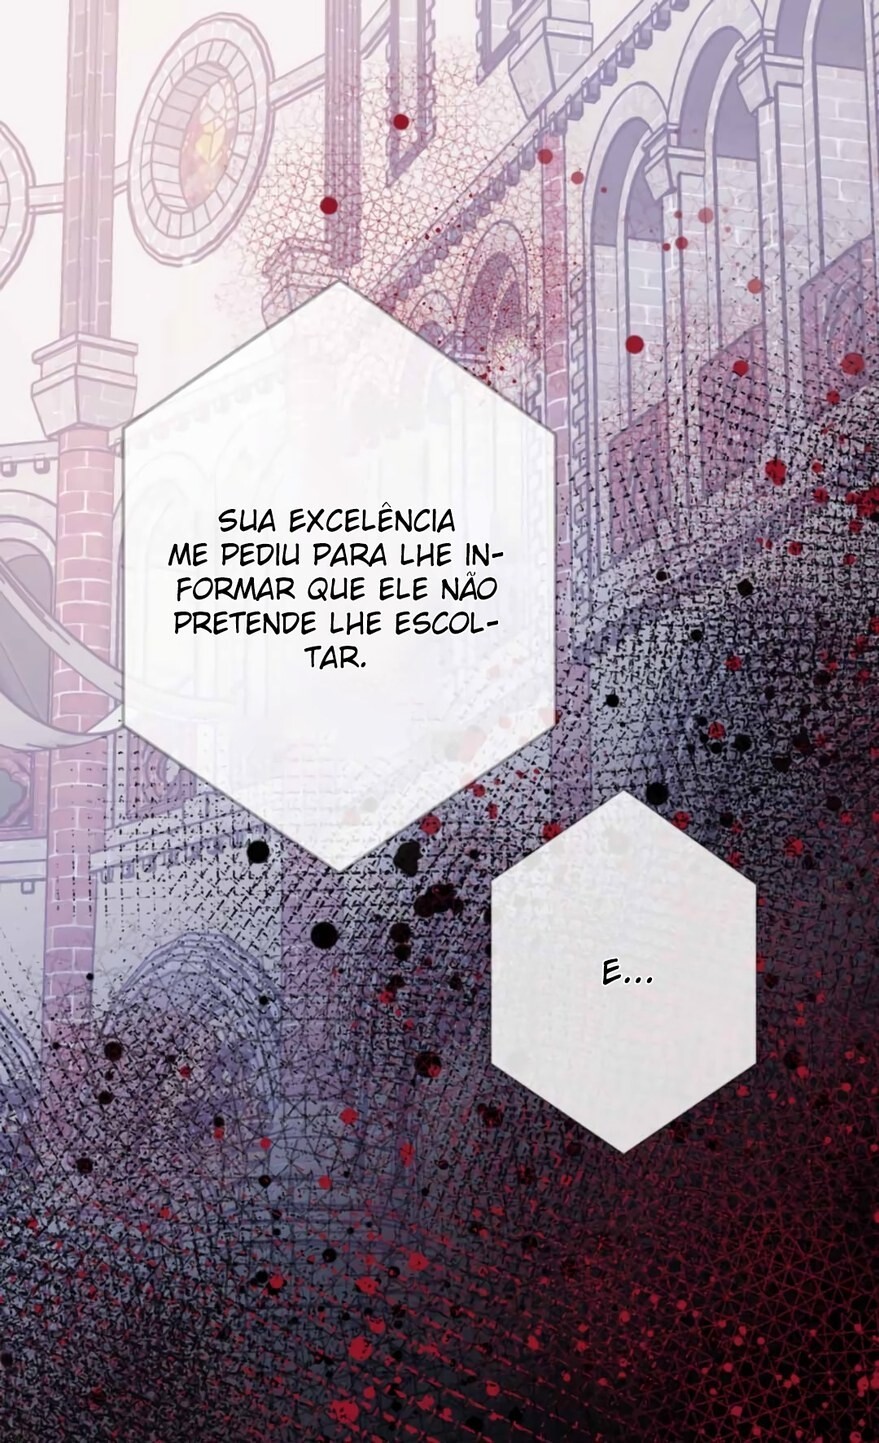 SUA EXCELÊNCIA
ME PEDIU PARA LHE IN-
FORMAR QUE ELE NÃO
PRETENDE LHE ESCOL-
TAR.
E...